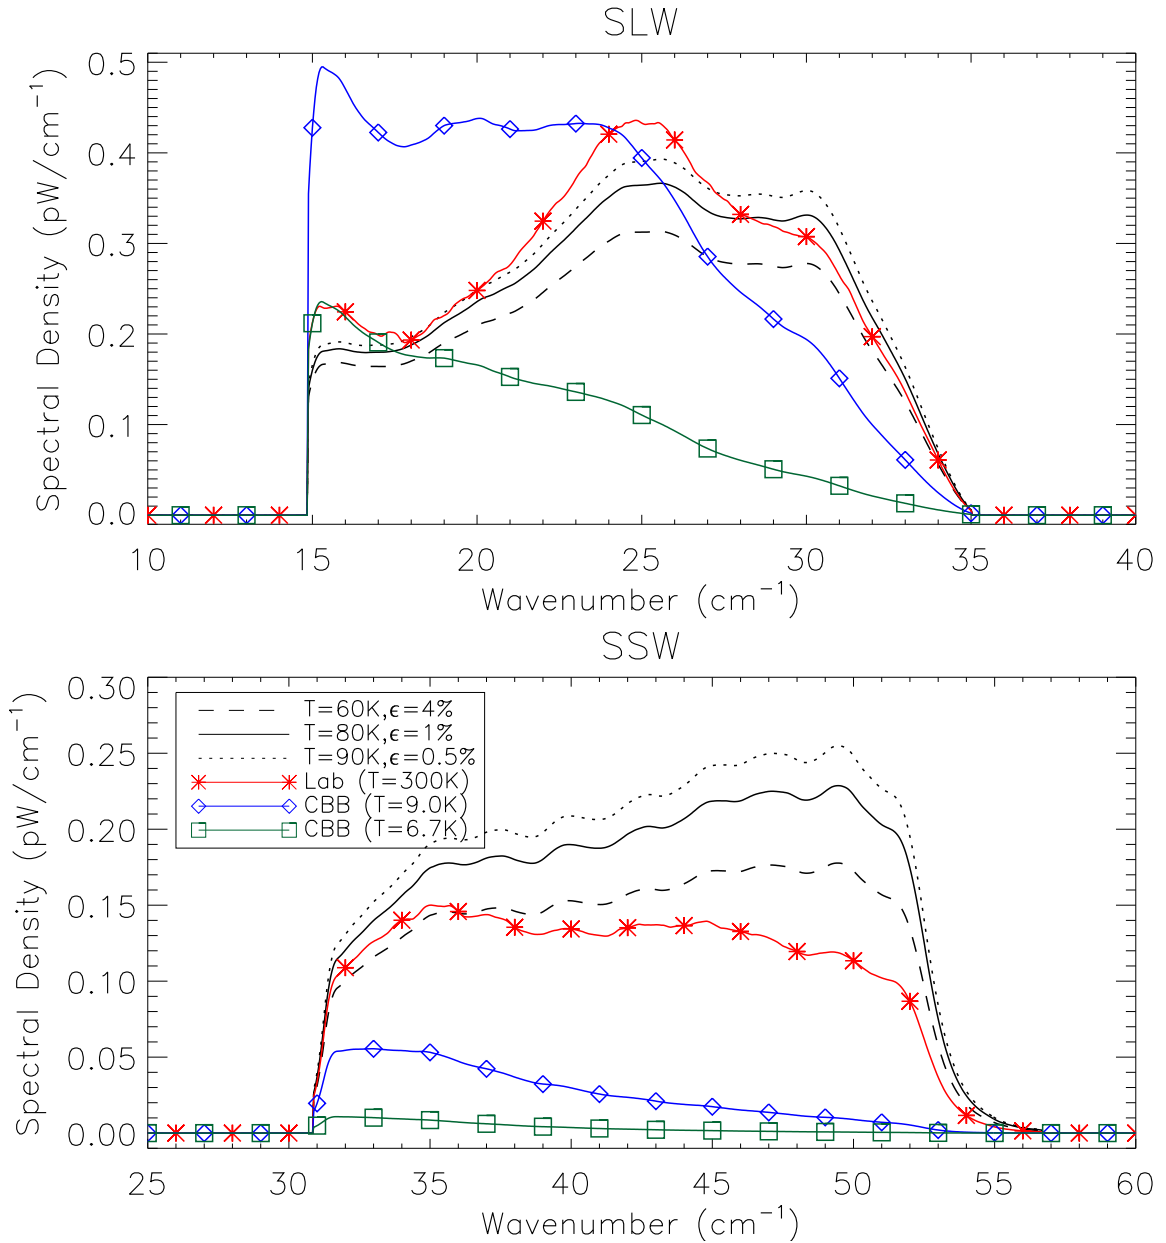 SLW
Spectral Density (pW/cm⁻¹)
0.5
0.4
0.3
0.2
0.1
0.0
10 15 20 25 30 35 40
Wavenumber (cm⁻¹)
SSW
Spectral Density (pW/cm⁻¹)
0.30
0.25
0.20
0.15
0.10
0.05
0.00
T=60K,ϵ=4%
T=80K,ϵ=1%
T=90K,ϵ=0.5%
Lab (T=300K)
CBB (T=9.0K)
CBB (T=6.7K)
25 30 35 40 45 50 55 60
Wavenumber (cm⁻¹)